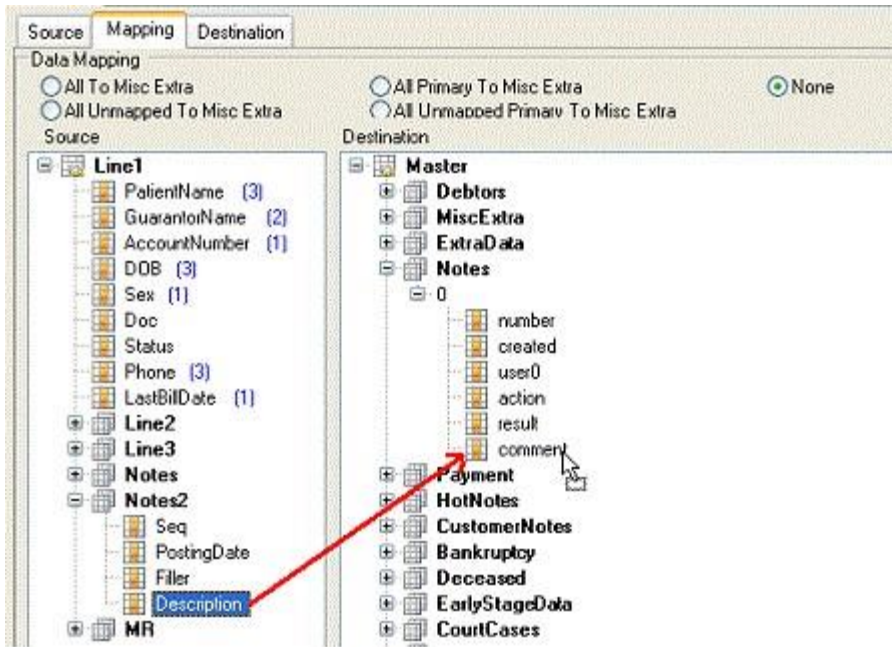 Source Mapping Destination
Data Mapping
All To Misc Extra All Primary To Misc Extra None
All Unmapped To Misc Extra All Unmapped Primary To Misc Extra
Source Destination
Line1
PatientName (3)
GuarantorName (2)
AccountNumber (1)
DOB (3)
Sex (1)
Doc
Status
Phone (3)
LastBillDate (1)
Line2
Line3
Notes
Notes2
Seq
PostingDate
Filler
Description
MR
Master
Debtors
MiscExtra
ExtraData
Notes
0
number
created
user0
action
result
comment
Payment
HotNotes
CustomerNotes
Bankruptcy
Deceased
EarlyStageData
CourtCases